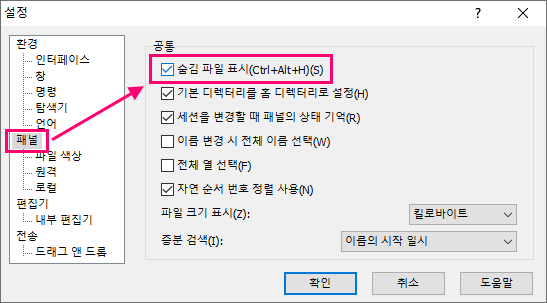 설정
환경
인터페이스
창
명령
탐색기
언어
패널
파일 색상
원격
로컬
편집기
내부 편집기
전송
드래그 앤 드롭
공통
숨김 파일 표시(Ctrl+Alt+H)(S)
기본 디렉터리를 홈 디렉터리로 설정(H)
세션을 변경할 때 패널의 상태 기억(R)
이름 변경 시 전체 이름 선택(W)
전체 열 선택(F)
자연 순서 번호 정렬 사용(N)
파일 크기 표시(Z): 킬로바이트
증분 검색(I): 이름의 시작 일시
확인 취소 도움말